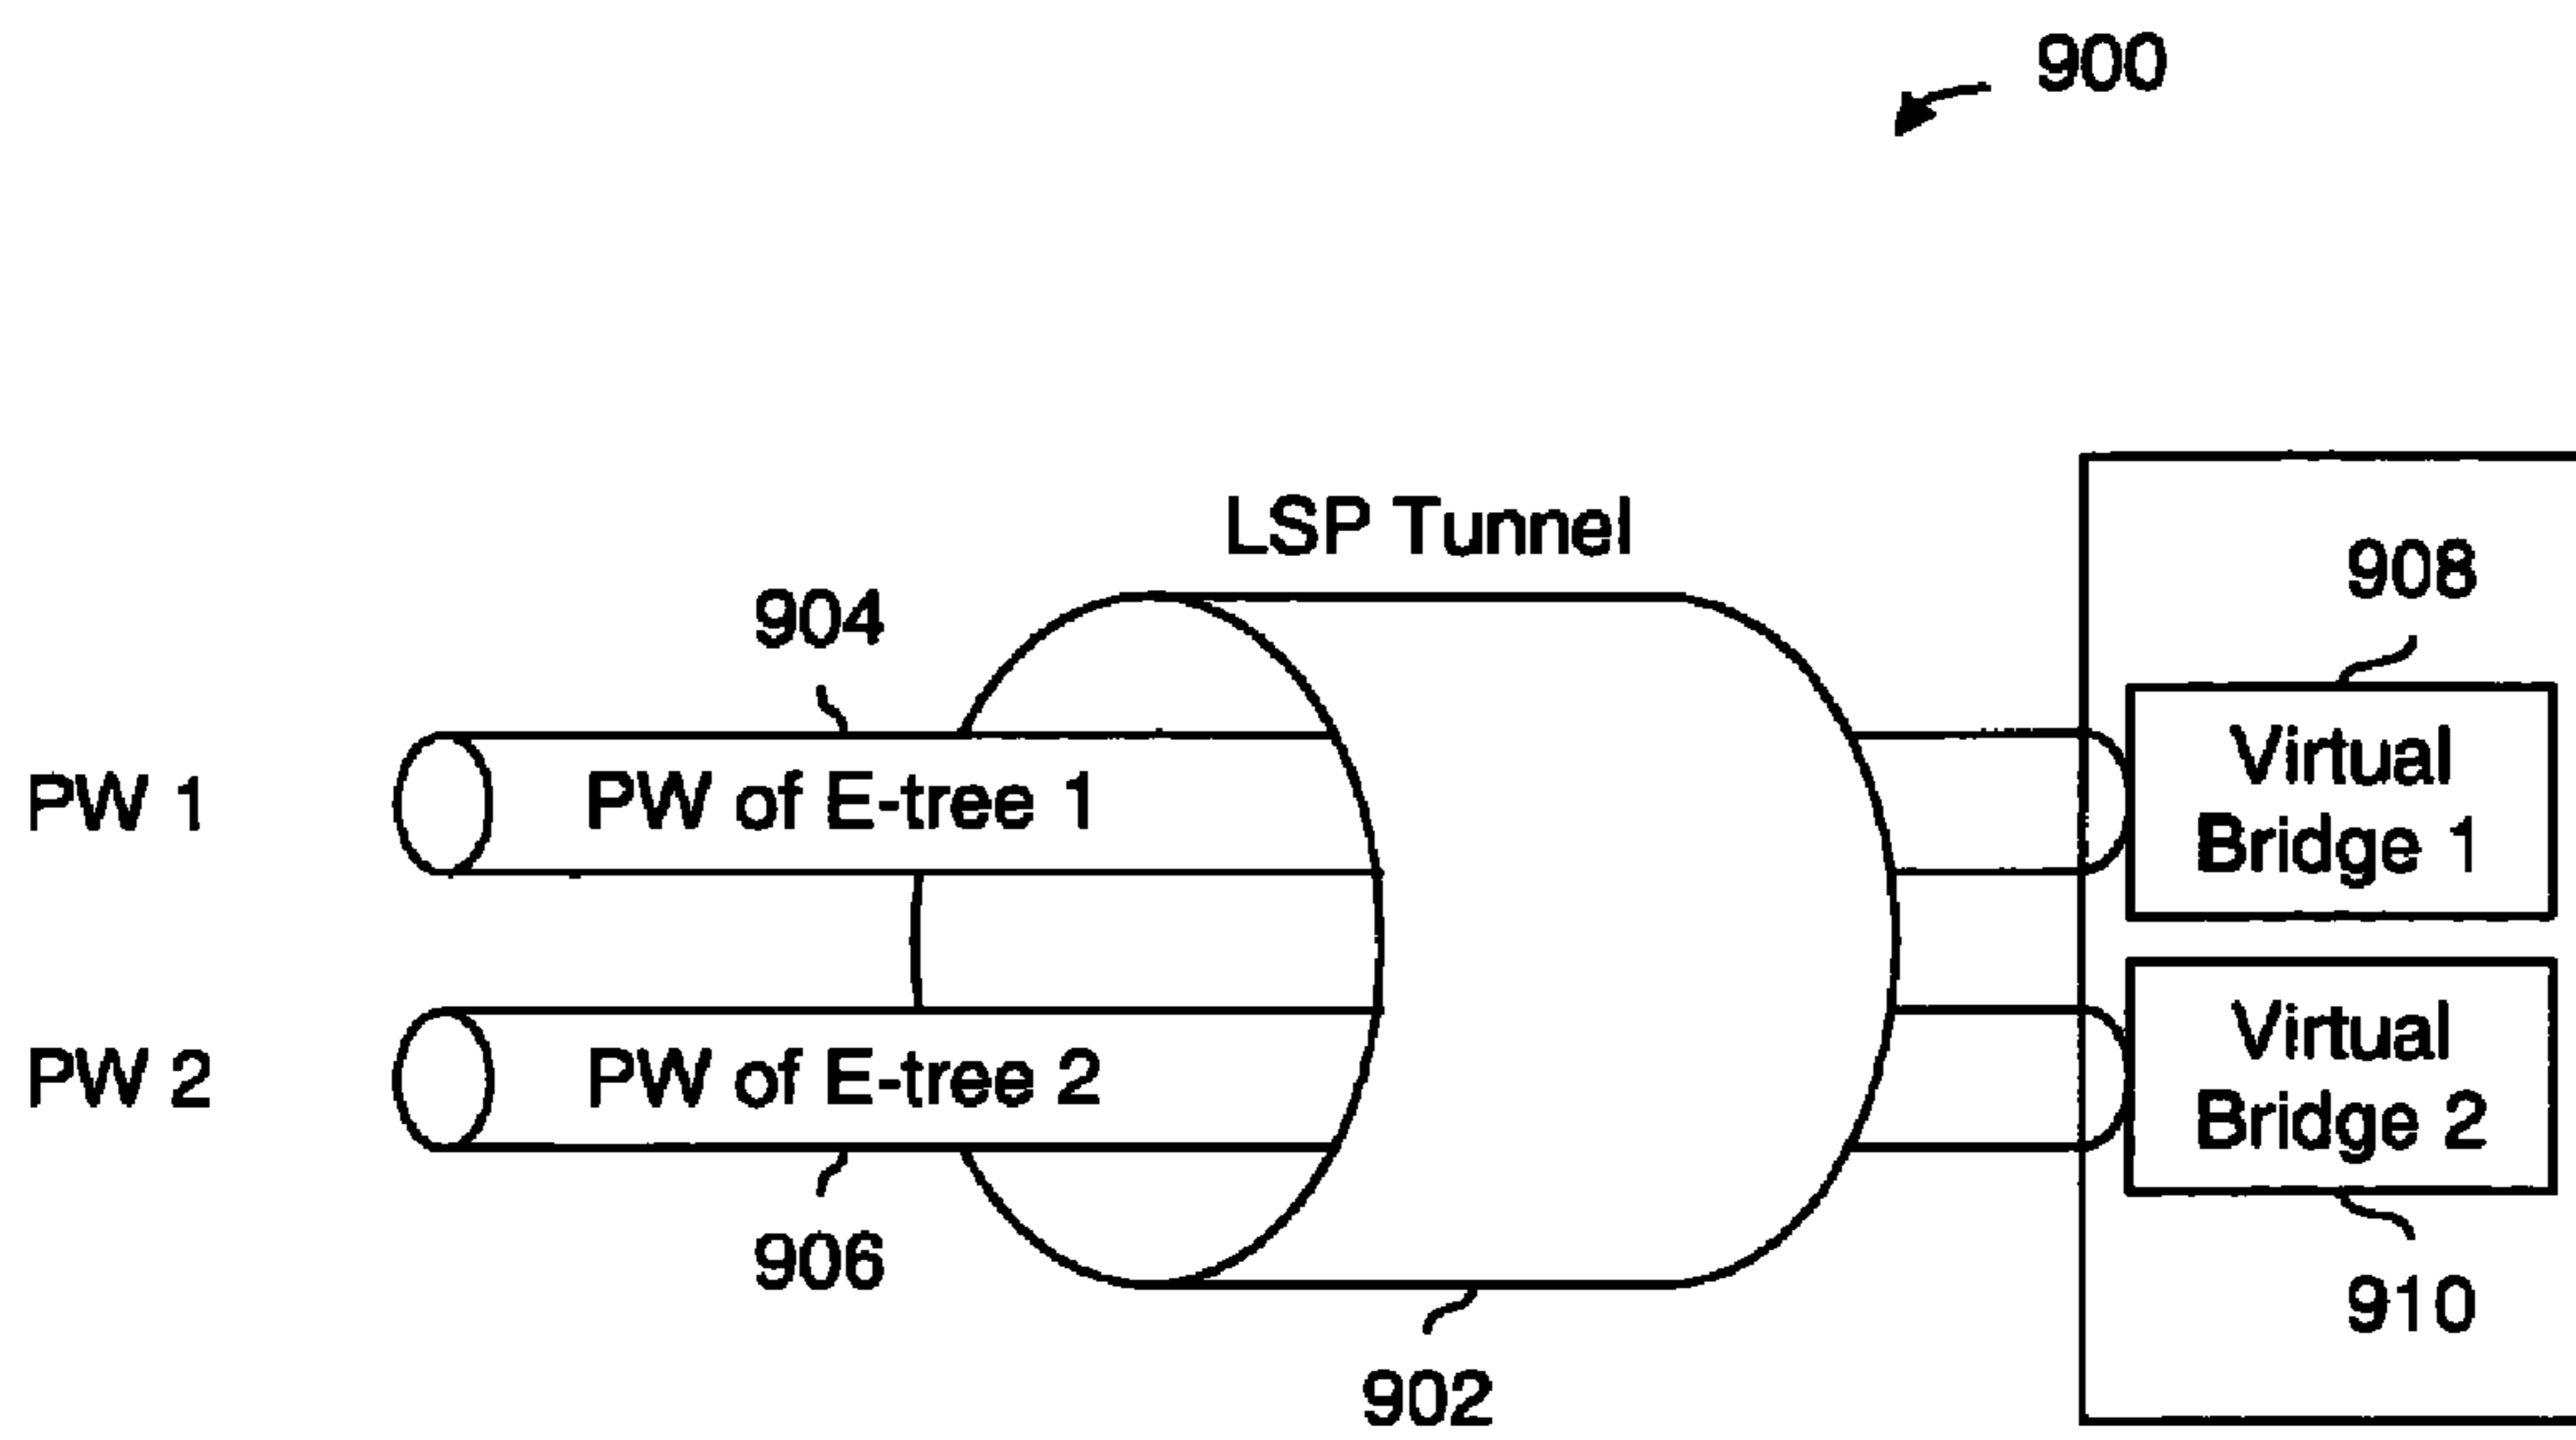 900
LSP Tunnel
908
904
Virtual
Bridge 1
PW 1
PW of E-tree 1
Virtual
Bridge 2
PW 2
PW of E-tree 2
906
910
902